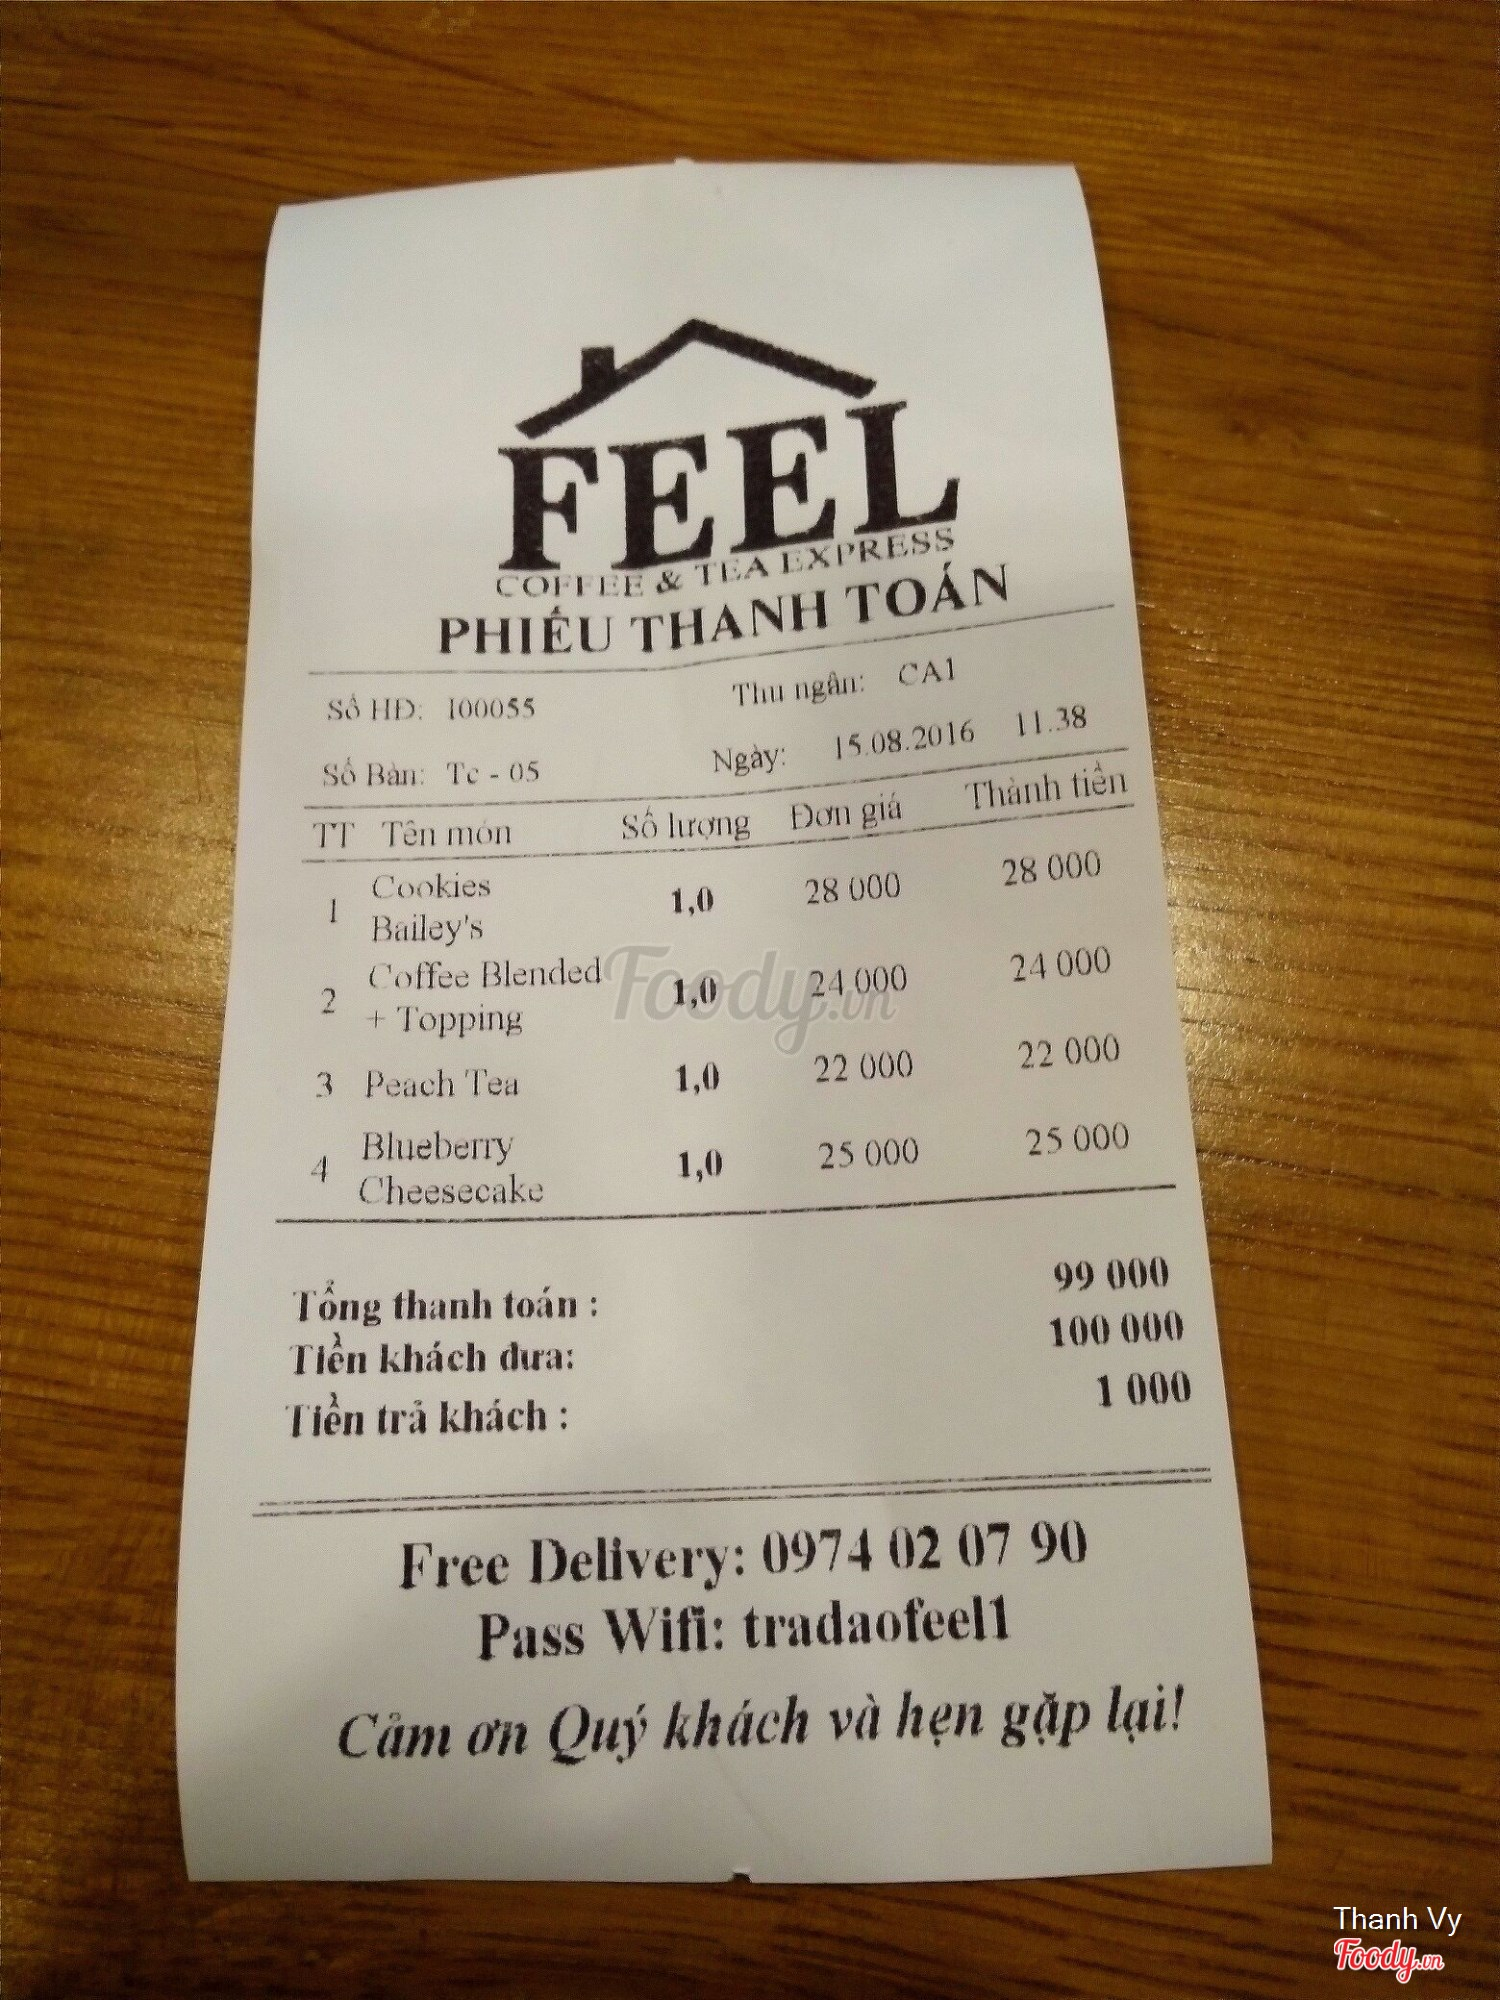 FEEL
COFFEE & TEA EXPRESS
PHIẾU THANH TOÁN
Số HĐ: I00055 Thu ngân: CA1
Số Bàn: Tc - 05 Ngày: 15.08.2016 11.38
TT Tên món Số lượng Đơn giá Thành tiền
1 Cookies Bailey's 1,0 28 000 28 000
2 Coffee Blended + Topping 1,0 24 000 24 000
3 Peach Tea 1,0 22 000 22 000
4 Blueberry Cheesecake 1,0 25 000 25 000
Tổng thanh toán : 99 000
Tiền khách đưa: 100 000
Tiền trả khách : 1 000
Free Delivery: 0974 02 07 90
Pass Wifi: tradaofeel1
Cảm ơn Quý khách và hẹn gặp lại!
Foody.vn
Thanh Vy
Foody.vn